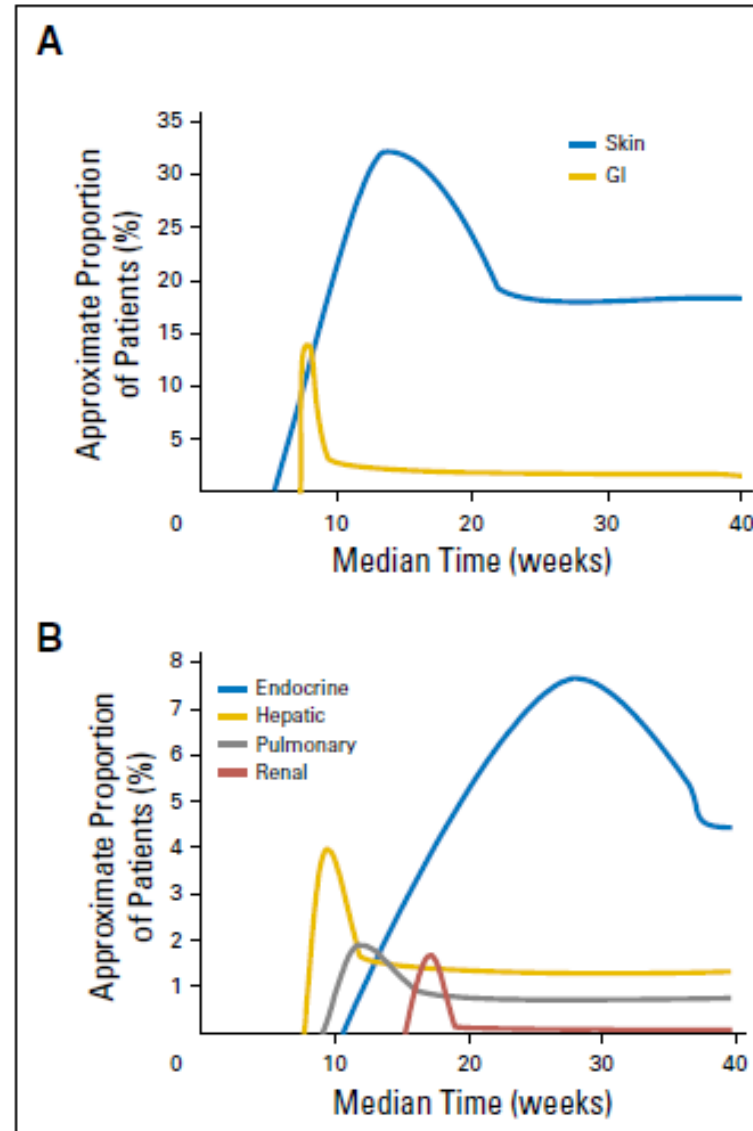 A
35
30
25
20
15
10
5
Approximate Proportion
of Patients (%)
Skin
GI
0
10
20
30
40
Median Time (weeks)
B
8
7
6
5
4
3
2
1
Approximate Proportion
of Patients (%)
Endocrine
Hepatic
Pulmonary
Renal
0
10
20
30
40
Median Time (weeks)